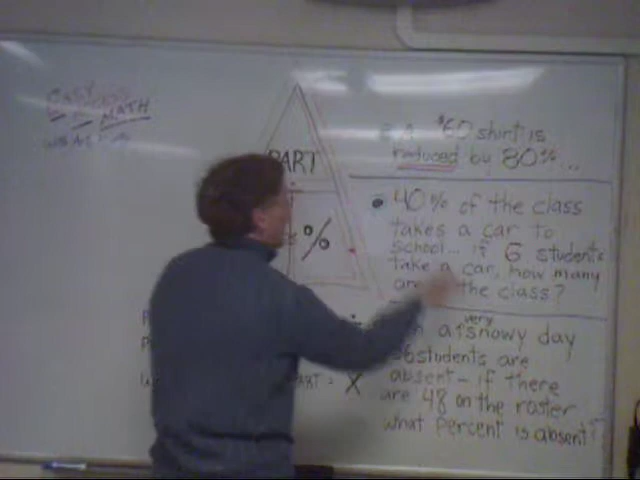 EASY
MATH
PART
%
PART = X
$60 shirt is
reduced by 80%...
• 40% of the class
takes a car to
school... if 6 students
take a car, how many
the class?
very
a snowy day
students are
absent - if there
are 48 on the roster
what percent is absent?